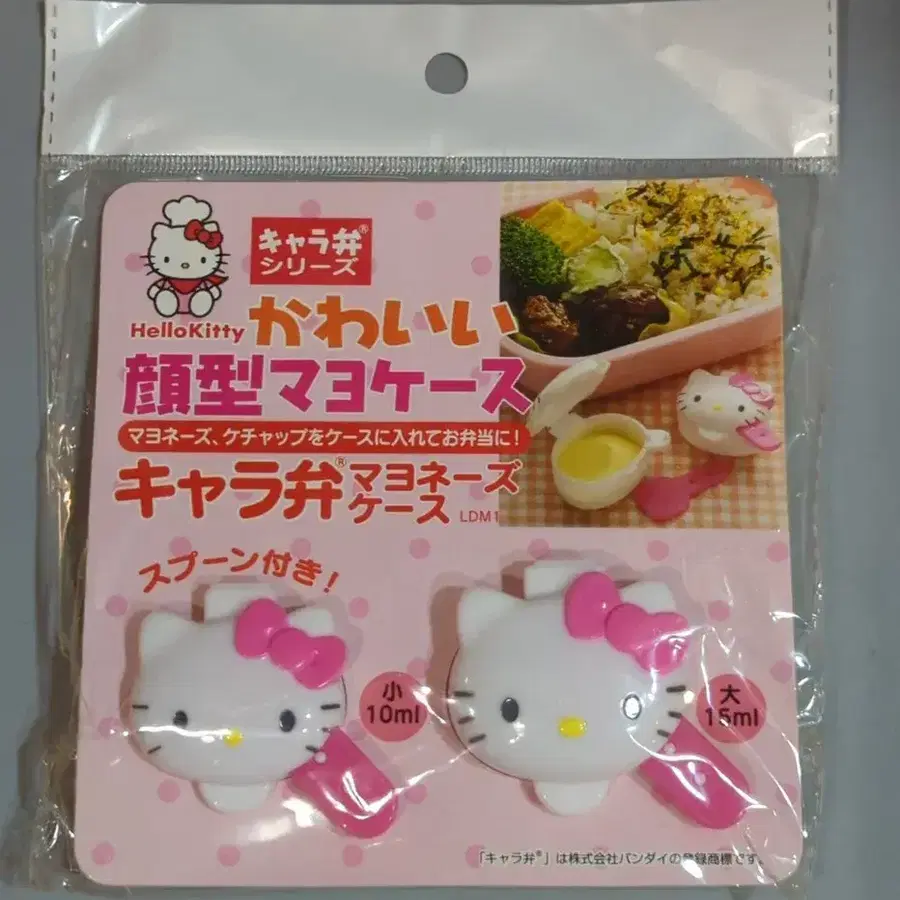 キャラ弁®
シリーズ
HelloKitty
かわいい
顔型マヨケース
マヨネーズ、ケチャップをケースに入れてお弁当に！
キャラ弁®マヨネーズ
ケース LDM1
スプーン付き！
小
10ml
大
15ml
「キャラ弁®」は株式会社バンダイの登録商標です。